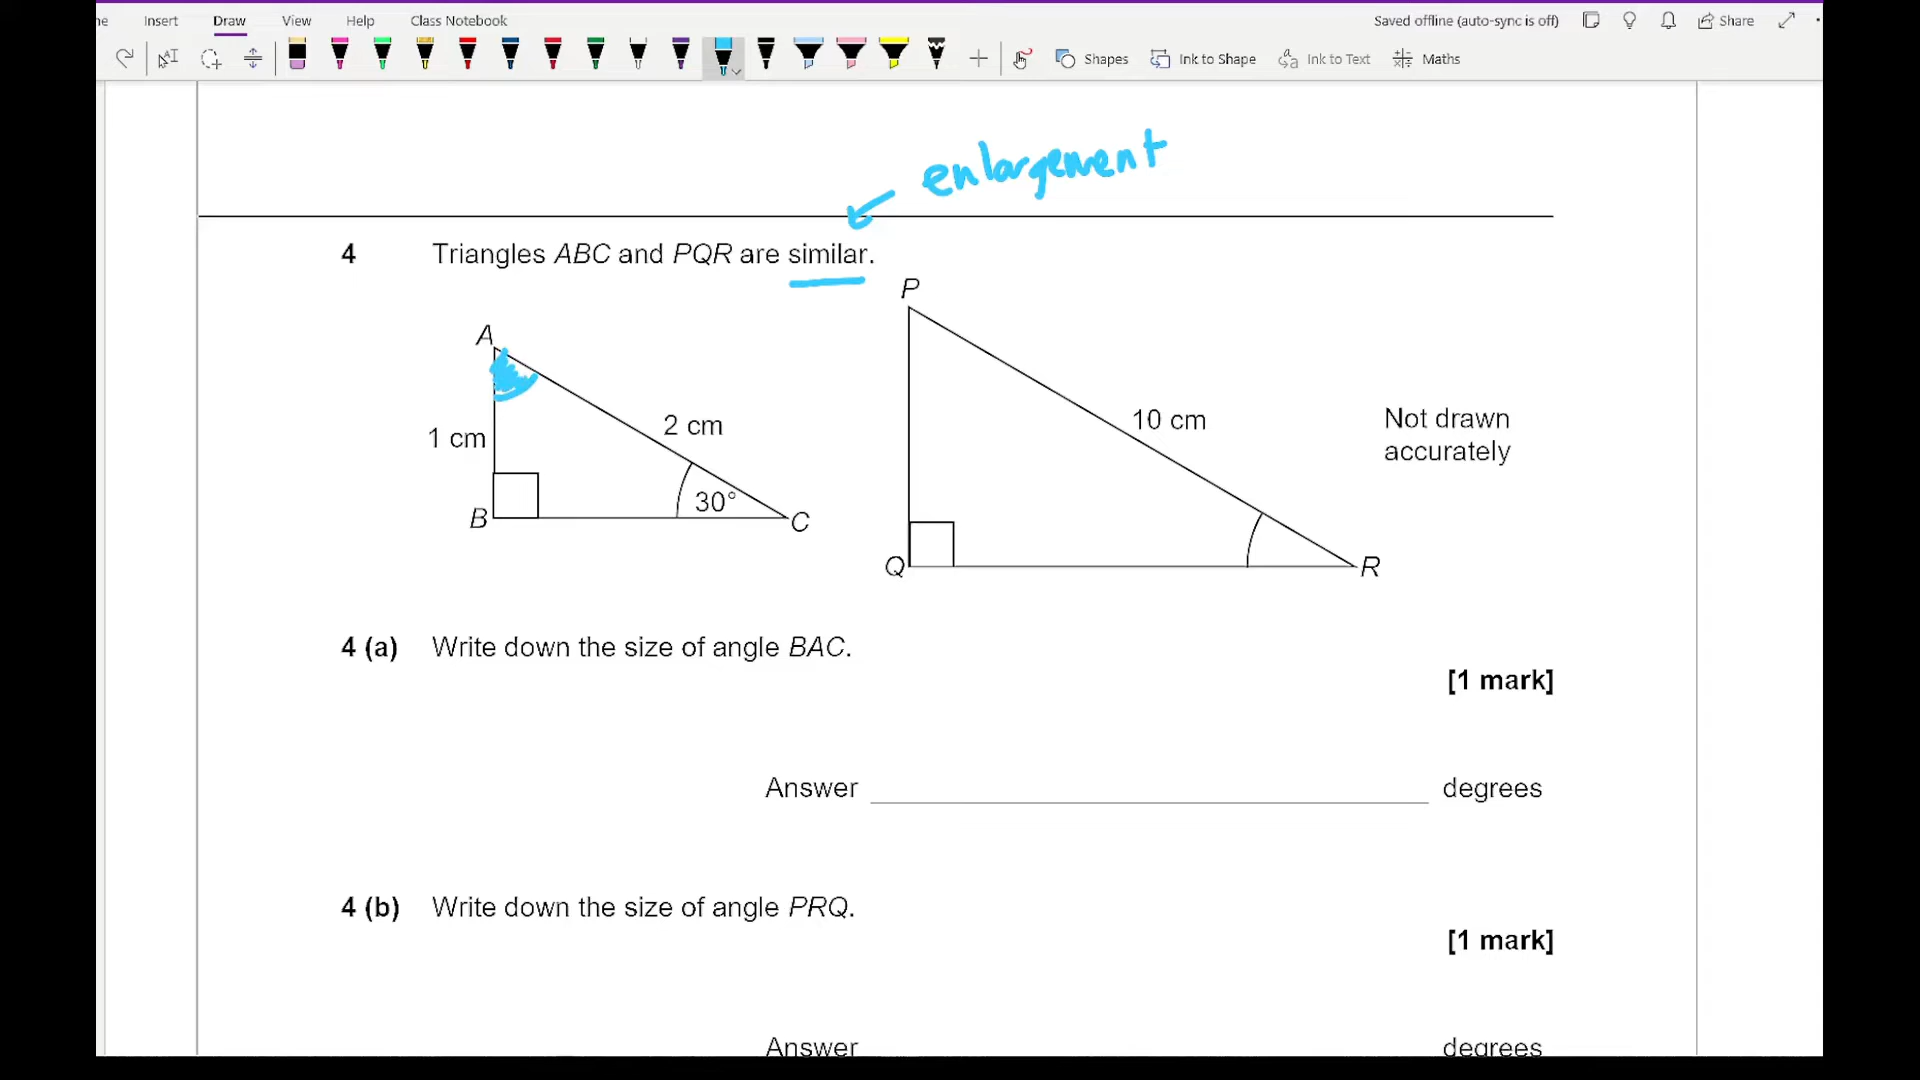 Insert Draw View Help Class Notebook Saved offline (auto-sync is off) Share
Shapes Ink to Shape Ink to Text Maths
enlargement
4 Triangles ABC and PQR are similar.
P
A
1 cm
2 cm
10 cm
Not drawn
accurately
30°
B
C
Q
R
4 (a) Write down the size of angle BAC.
[1 mark]
Answer degrees
4 (b) Write down the size of angle PRQ.
[1 mark]
Answer degrees